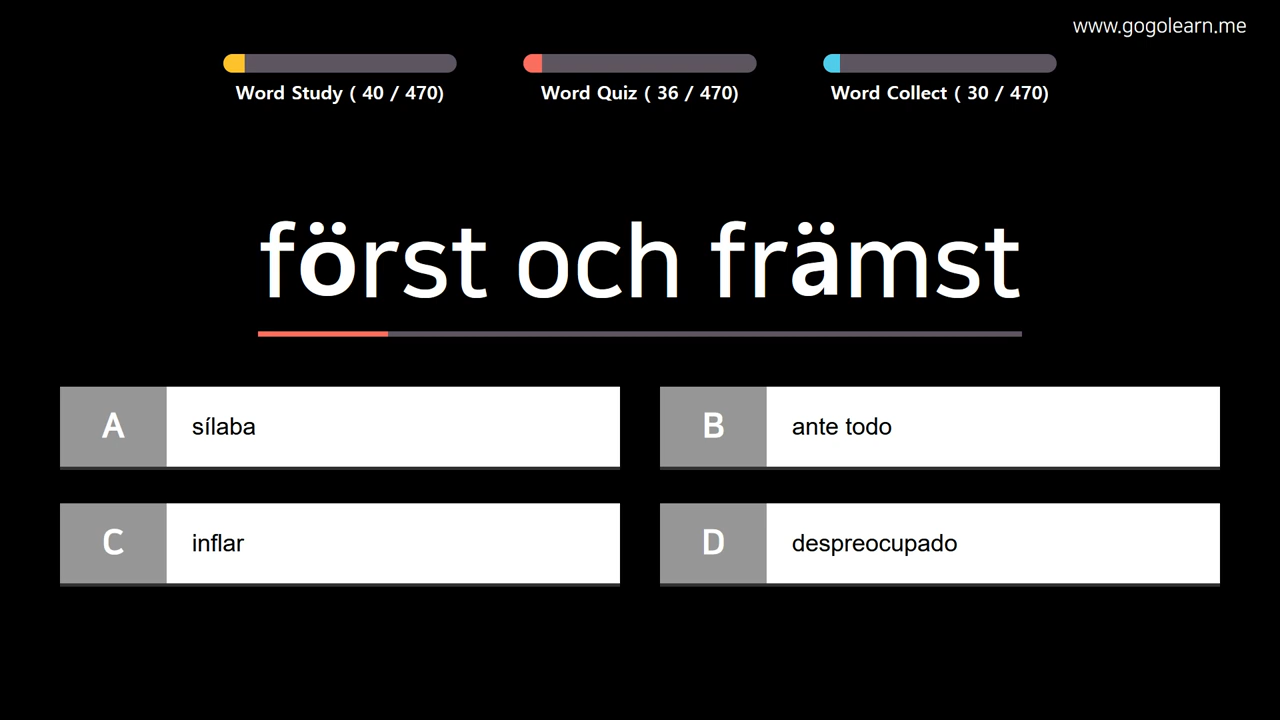 www.gogolearn.me
Word Study ( 40 / 470)
Word Quiz ( 36 / 470)
Word Collect ( 30 / 470)
först och främst
A
sílaba
B
ante todo
C
inflar
D
despreocupado